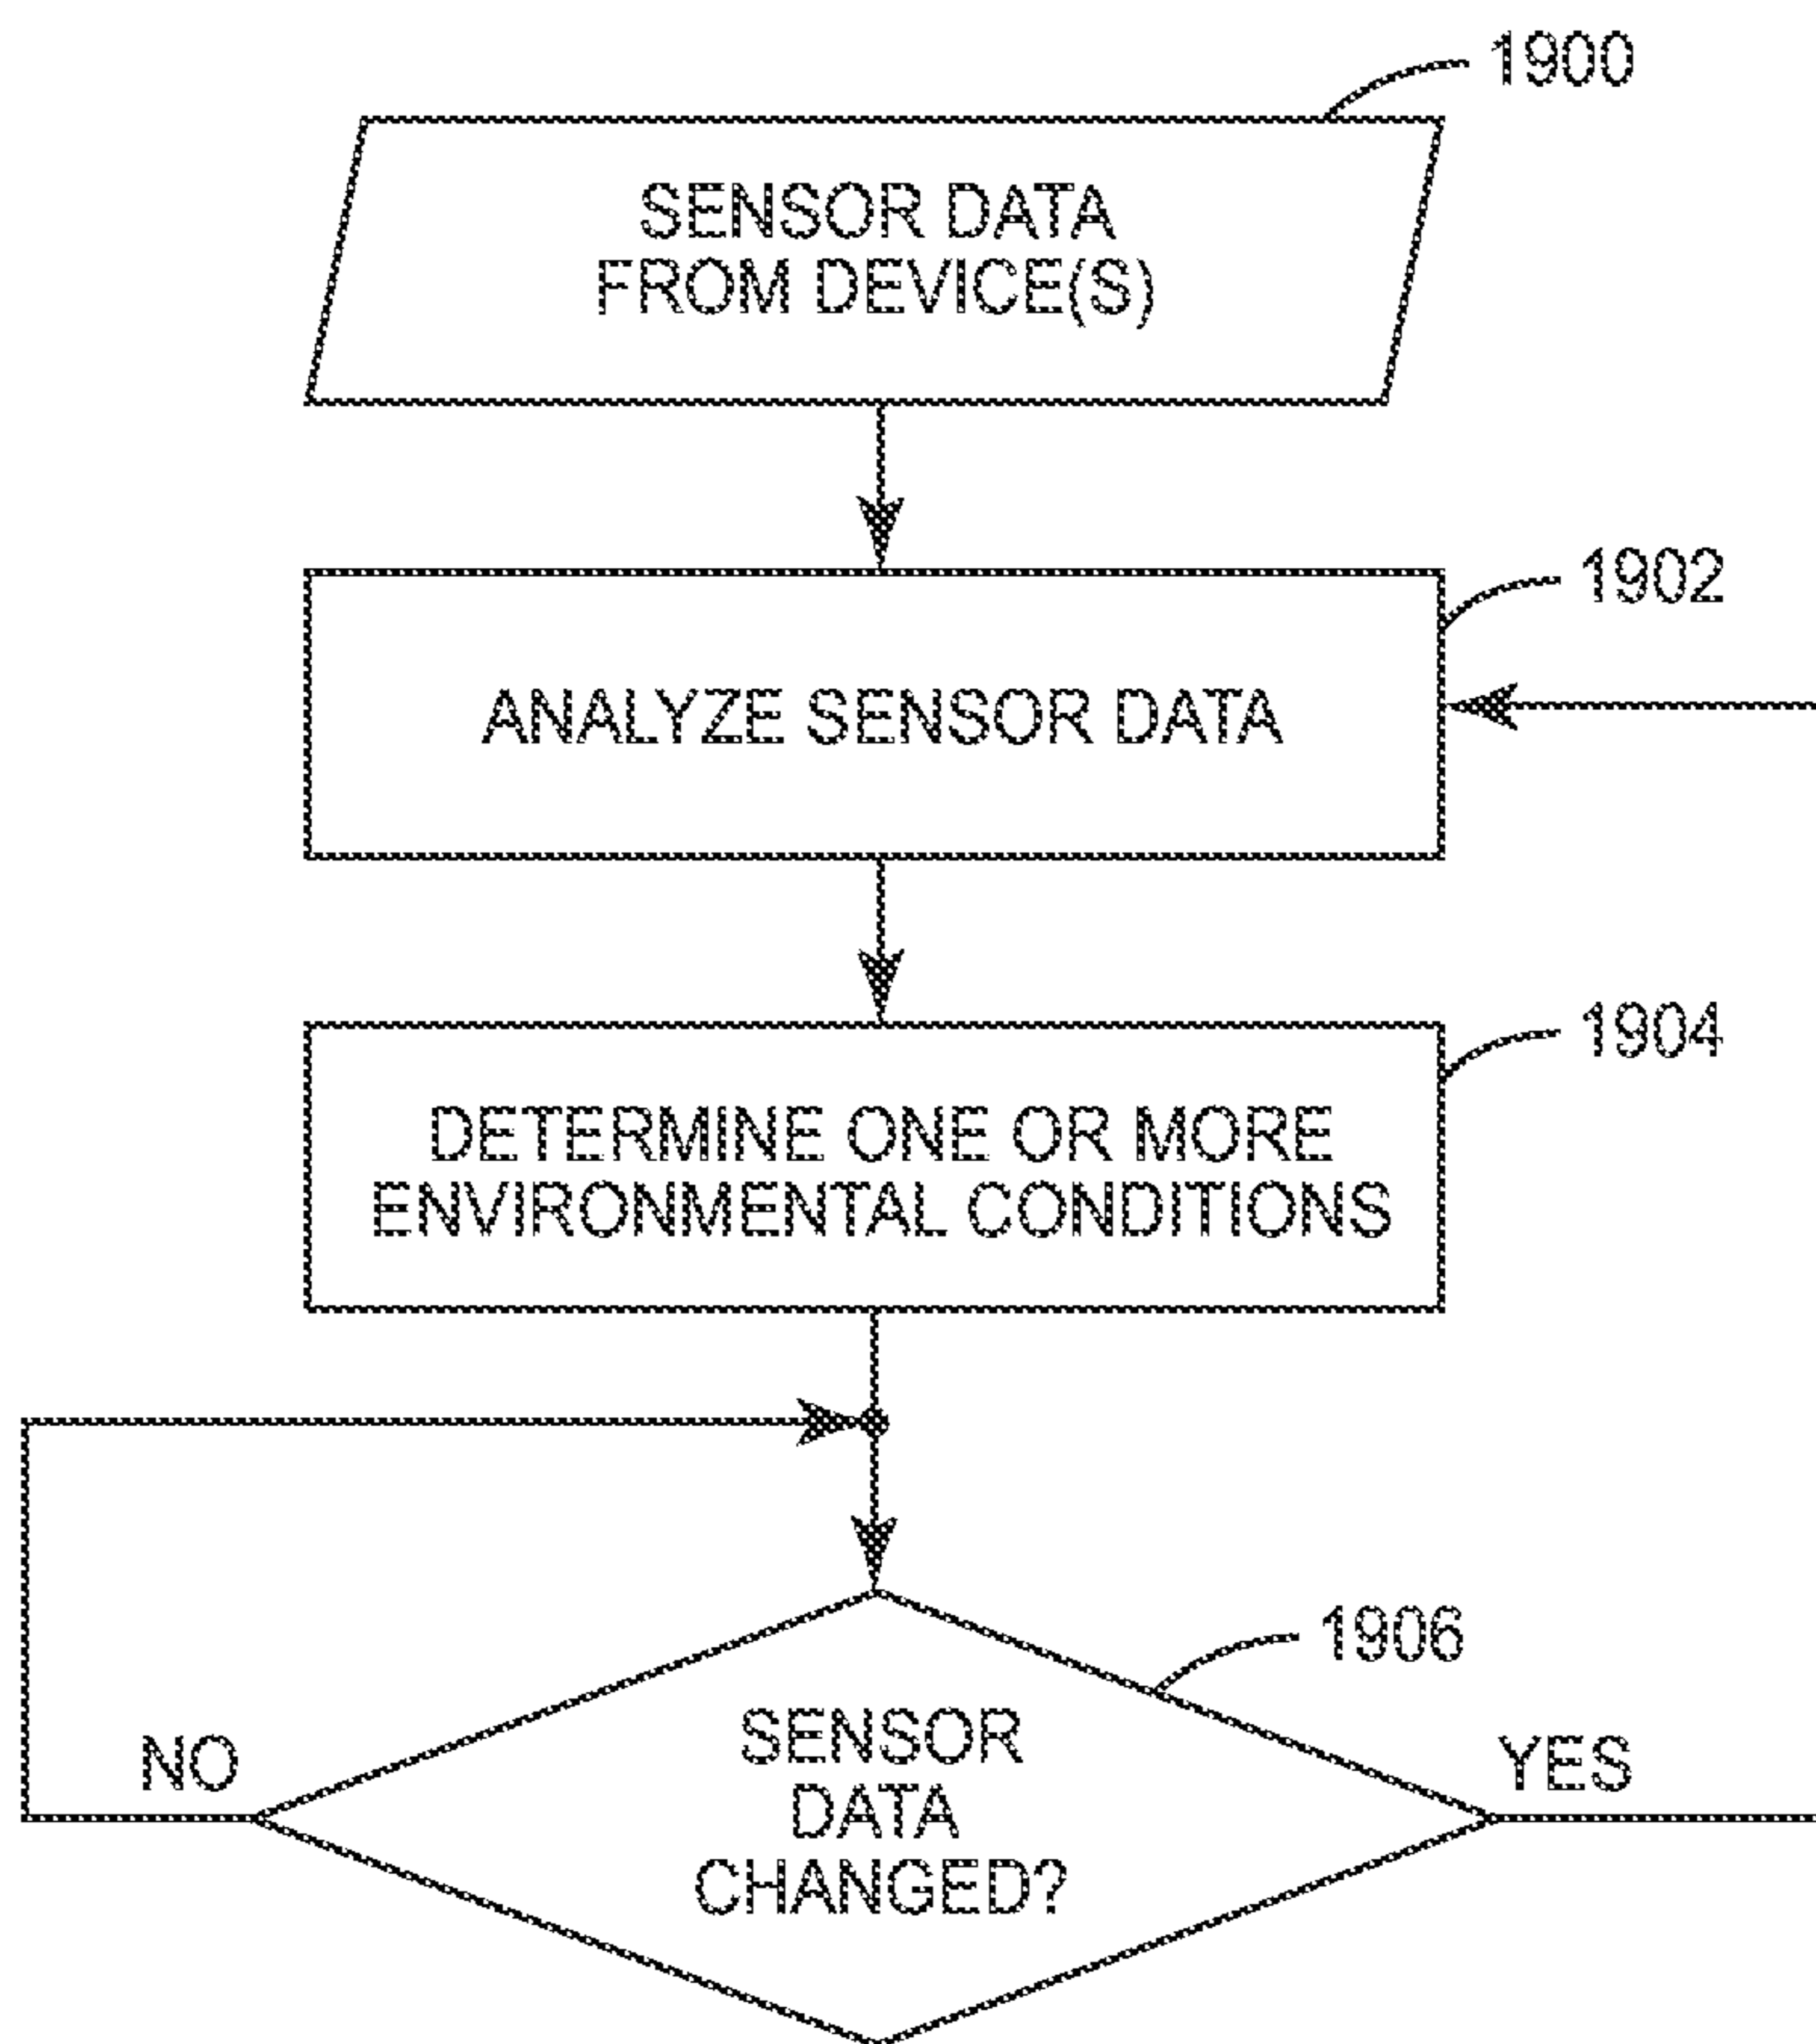 1900
SENSOR DATA
FROM DEVICE(S)
1902
ANALYZE SENSOR DATA
1904
DETERMINE ONE OR MORE
ENVIRONMENTAL CONDITIONS
1906
SENSOR
DATA
CHANGED?
NO
YES